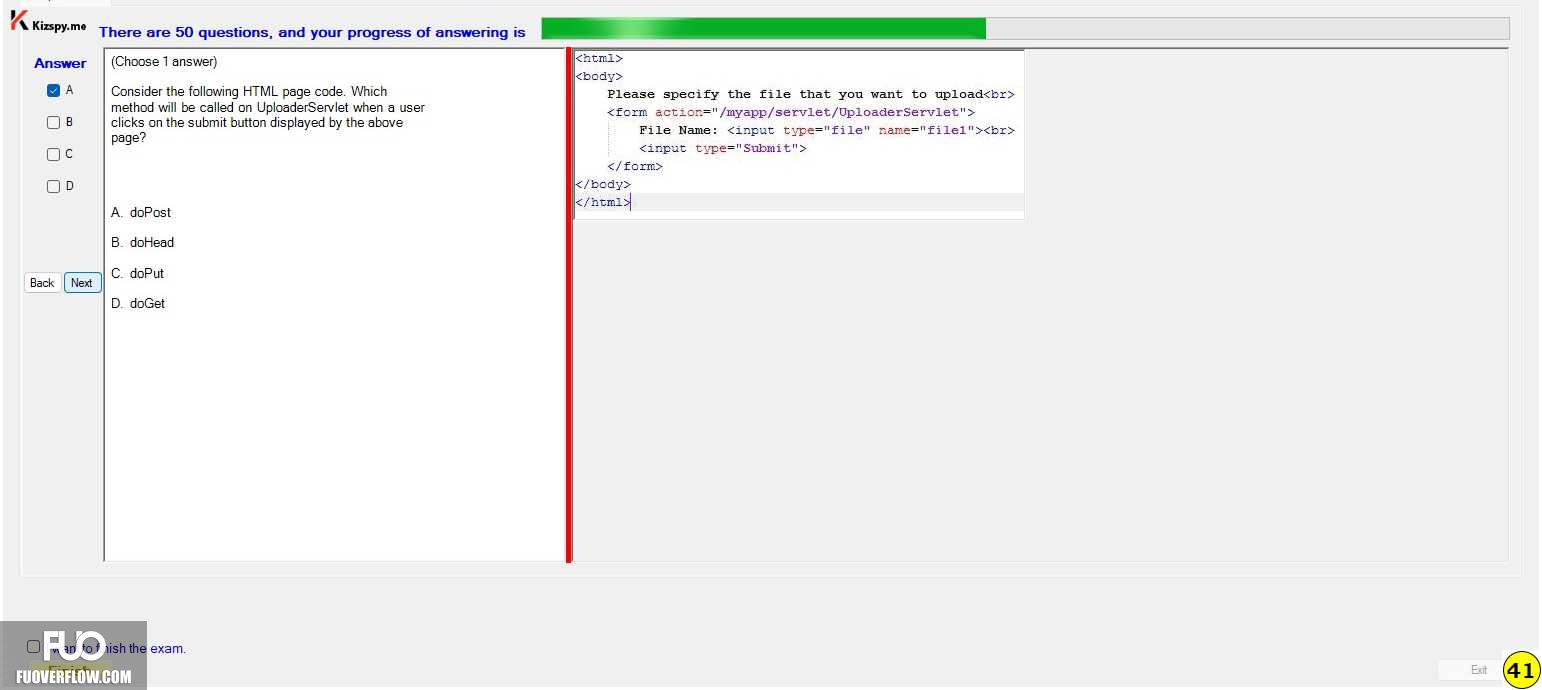 Kizspy.me
There are 50 questions, and your progress of answering is
Answer
A
B
C
D
Back
Next
(Choose 1 answer)
Consider the following HTML page code. Which
method will be called on UploaderServlet when a user
clicks on the submit button displayed by the above
page?
A. doPost
B. doHead
C. doPut
D. doGet
<html>
<body>
Please specify the file that you want to upload<br>
<form action="/myapp/servlet/UploaderServlet">
File Name: <input type="file" name="file1"><br>
<input type="Submit">
</form>
</body>
</html>
want to finish the exam.
Finish
FUO
FUOVERFLOW.COM
Exit
41